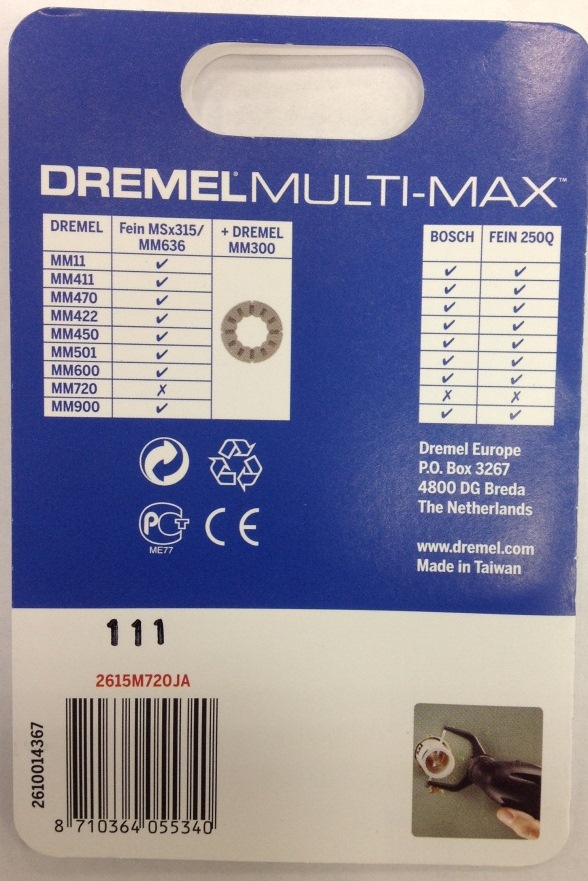 DREMEL® MULTI-MAX™
DREMEL Fein MSx315/ MM636 + DREMEL MM300
MM11 ✓
MM411 ✓
MM470 ✓
MM422 ✓
MM450 ✓
MM501 ✓
MM600 ✓
MM720 ✗
MM900 ✓
BOSCH FEIN 250Q
✓ ✓
✓ ✓
✓ ✓
✓ ✓
✓ ✓
✓ ✓
✓ ✓
✗ ✗
✓ ✓
Dremel Europe
P.O. Box 3267
4800 DG Breda
The Netherlands
www.dremel.com
Made in Taiwan
РСТ CE
ME77
111
2615M720JA
2610014367
8 710364 055340